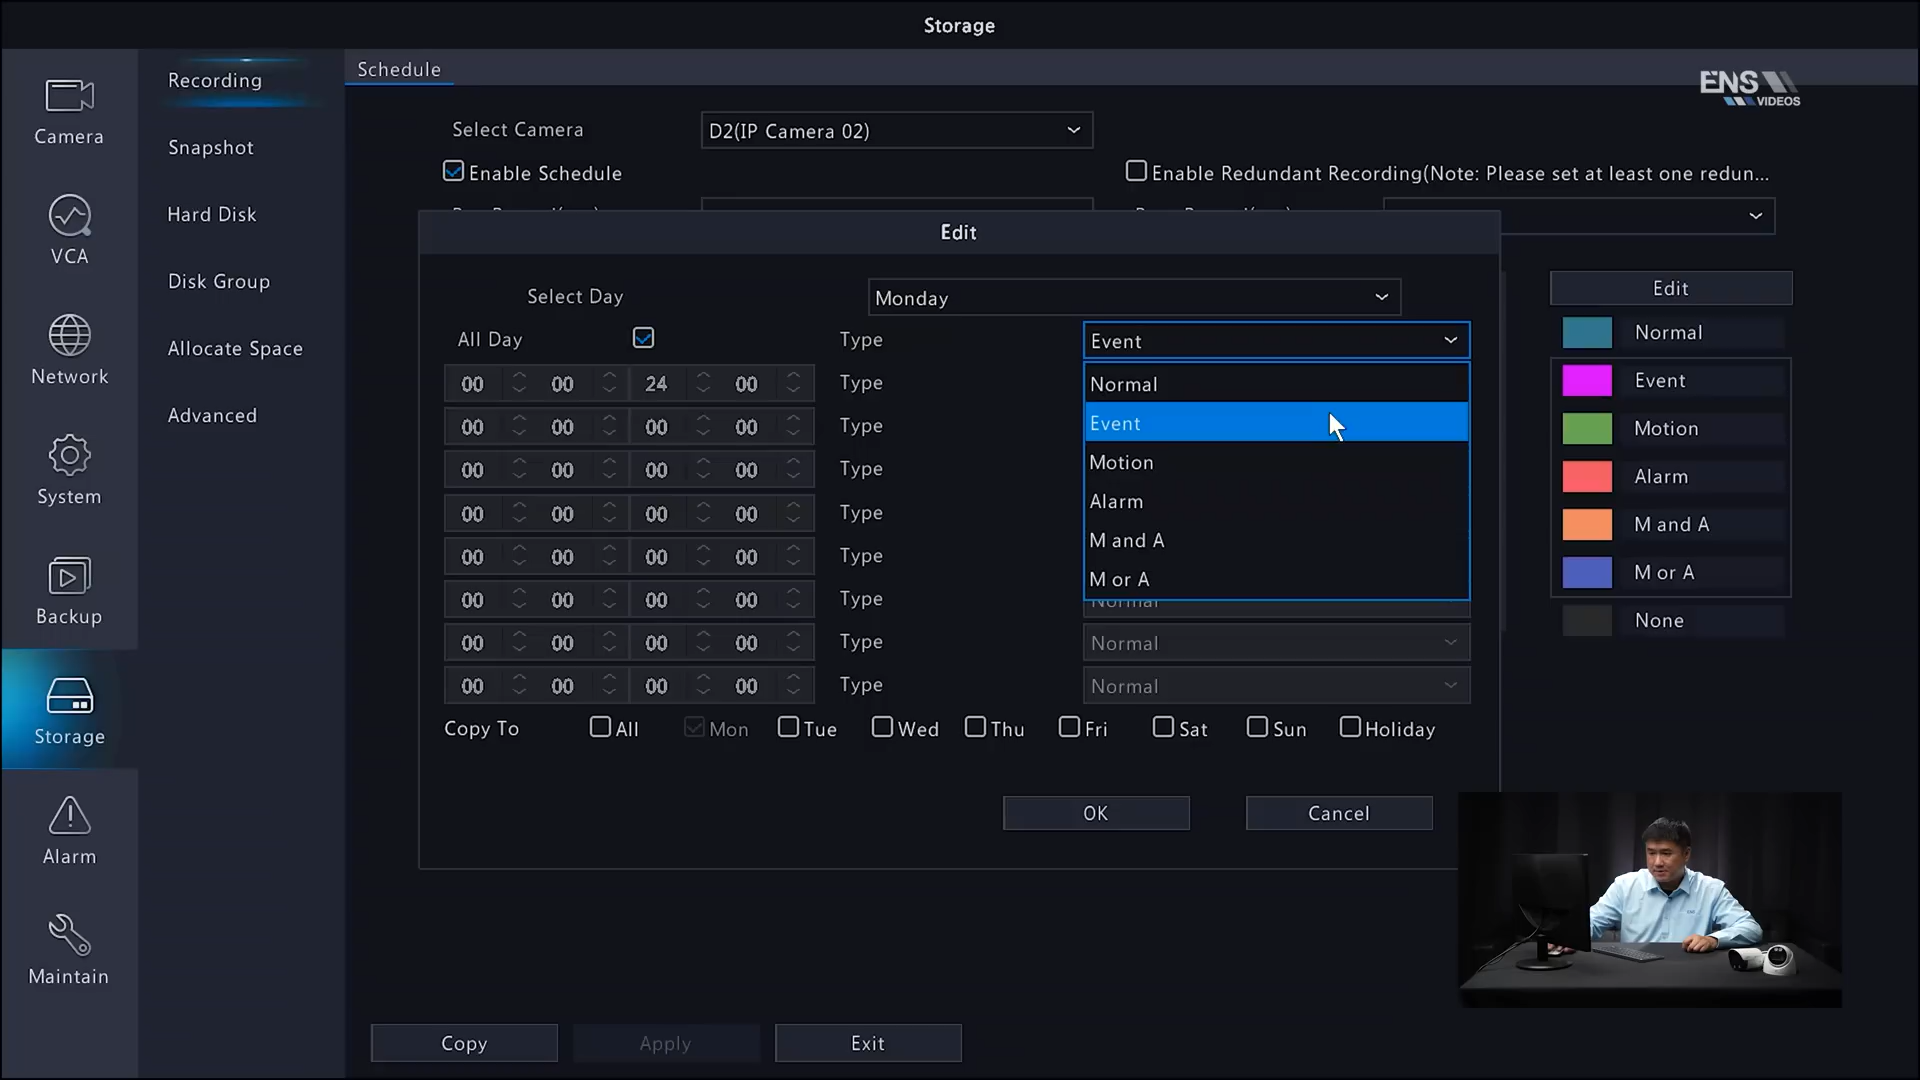 Storage
Camera
VCA
Network
System
Backup
Storage
Alarm
Maintain
Recording
Snapshot
Hard Disk
Disk Group
Allocate Space
Advanced
Schedule
ENS
VIDEOS
Select Camera D2(IP Camera 02)
Enable Schedule Enable Redundant Recording(Note: Please set at least one redun...
Edit
Select Day Monday
All Day Type Event
00 00 24 00 Type
00 00 00 00 Type
00 00 00 00 Type
00 00 00 00 Type
00 00 00 00 Type
00 00 00 00 Type
00 00 00 00 Type Normal
00 00 00 00 Type Normal
Normal
Event
Motion
Alarm
M and A
M or A
Normal
Copy To All Mon Tue Wed Thu Fri Sat Sun Holiday
OK Cancel
Edit
Normal
Event
Motion
Alarm
M and A
M or A
None
Copy Apply Exit